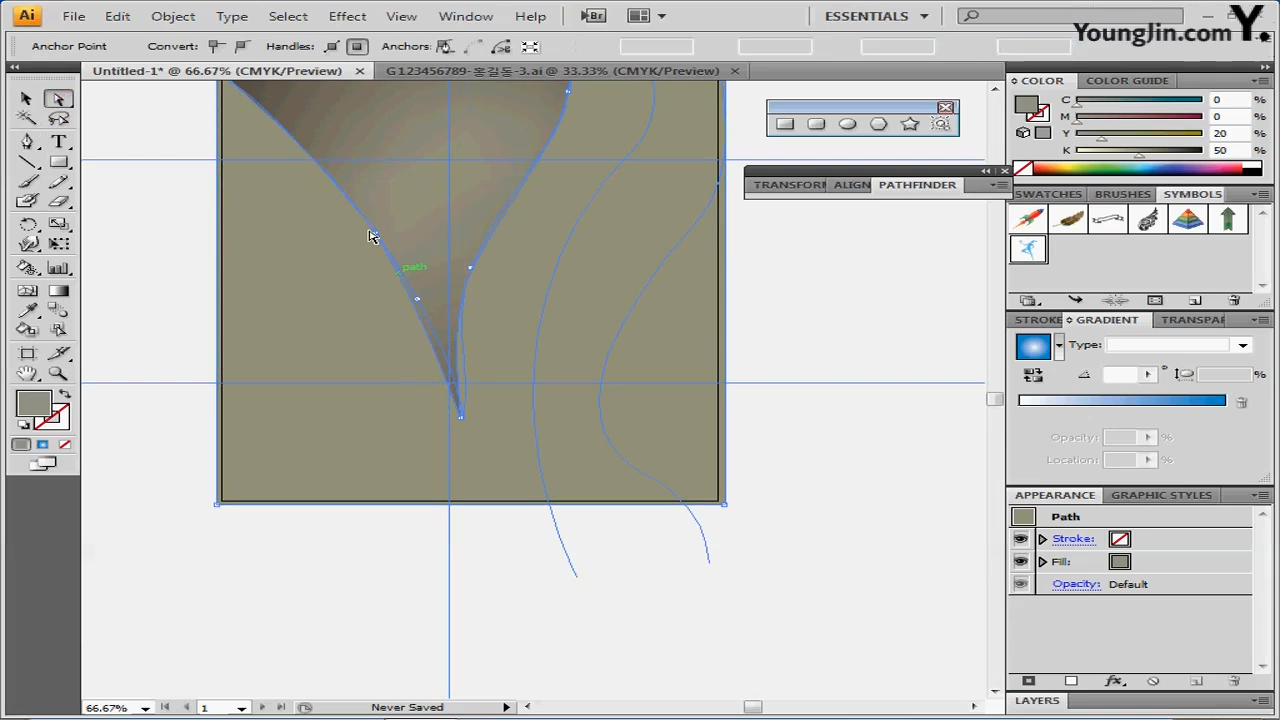 Ai File Edit Object Type Select Effect View Window Help Br ESSENTIALS
YoungJin.com Y.
Anchor Point Convert: Handles: Anchors:
Untitled-1* @ 66.67% (CMYK/Preview) G123456789-홍길동-3.ai @ 33.33% (CMYK/Preview)
COLOR COLOR GUIDE
C 0 %
M 0 %
Y 20 %
K 50 %
TRANSFORM ALIGN PATHFINDER
SWATCHES BRUSHES SYMBOLS
path
STROKE GRADIENT TRANSPAR
Type:
° %
Opacity: %
Location: %
APPEARANCE GRAPHIC STYLES
Path
Stroke:
Fill:
Opacity: Default
fx
LAYERS
66.67% 1 Never Saved